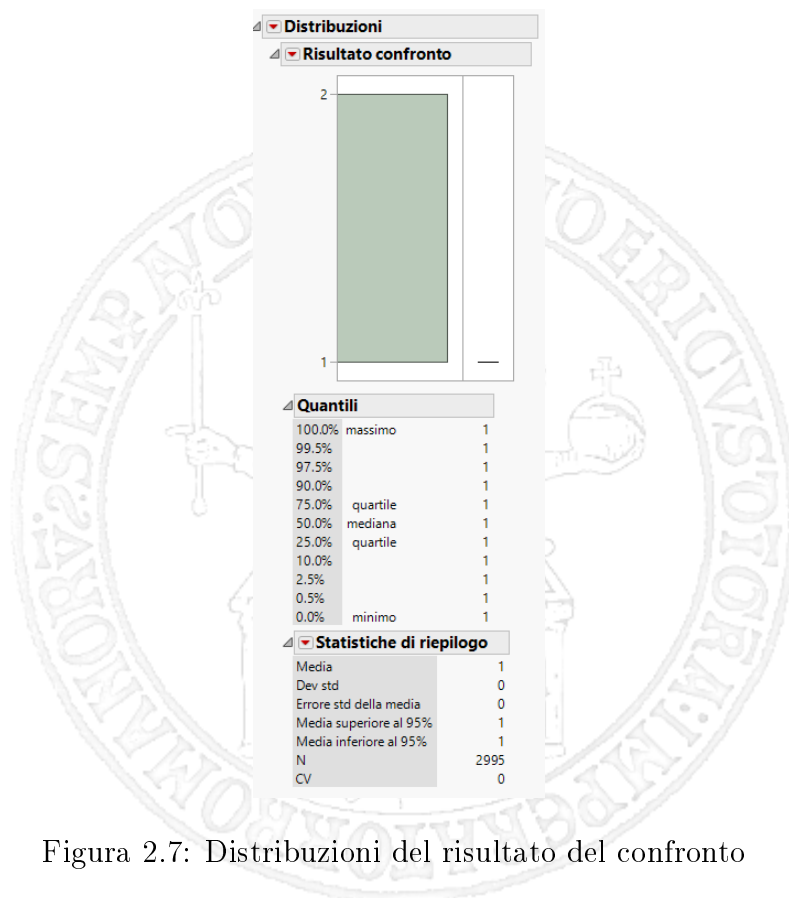 Distribuzioni
Risultato confronto
2
1
Quantili
100.0% massimo 1
99.5% 1
97.5% 1
90.0% 1
75.0% quartile 1
50.0% mediana 1
25.0% quartile 1
10.0% 1
2.5% 1
0.5% 1
0.0% minimo 1
Statistiche di riepilogo
Media 1
Dev std 0
Errore std della media 0
Media superiore al 95% 1
Media inferiore al 95% 1
N 2995
CV 0
Figura 2.7: Distribuzioni del risultato del confronto